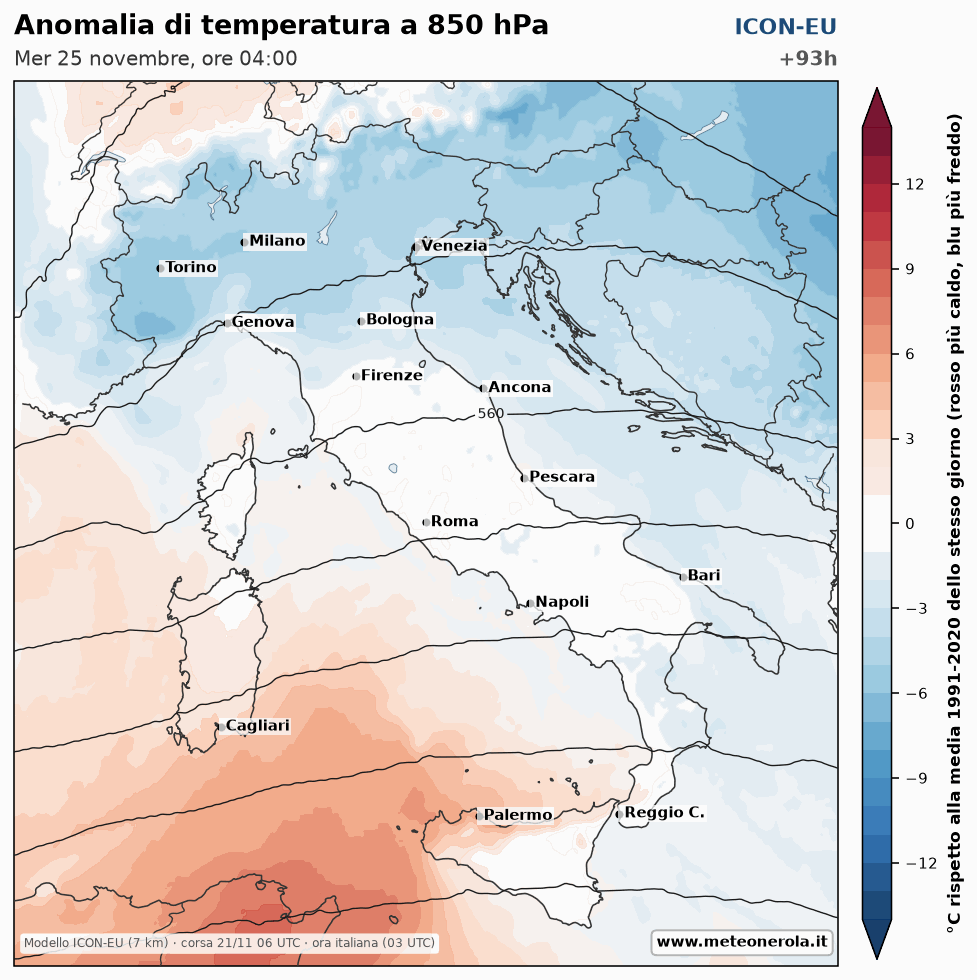 Anomalia di temperatura a 850 hPa
ICON-EU
Mer 25 novembre, ore 04:00
+93h
Milano
Venezia
Torino
Genova
Bologna
Firenze
Ancona
560
Pescara
Roma
Bari
Napoli
Cagliari
Palermo
Reggio C.
12
9
6
3
0
−3
−6
−9
−12
°C rispetto alla media 1991-2020 dello stesso giorno (rosso più caldo, blu più freddo)
Modello ICON-EU (7 km) · corsa 21/11 06 UTC · ora italiana (03 UTC)
www.meteonerola.it